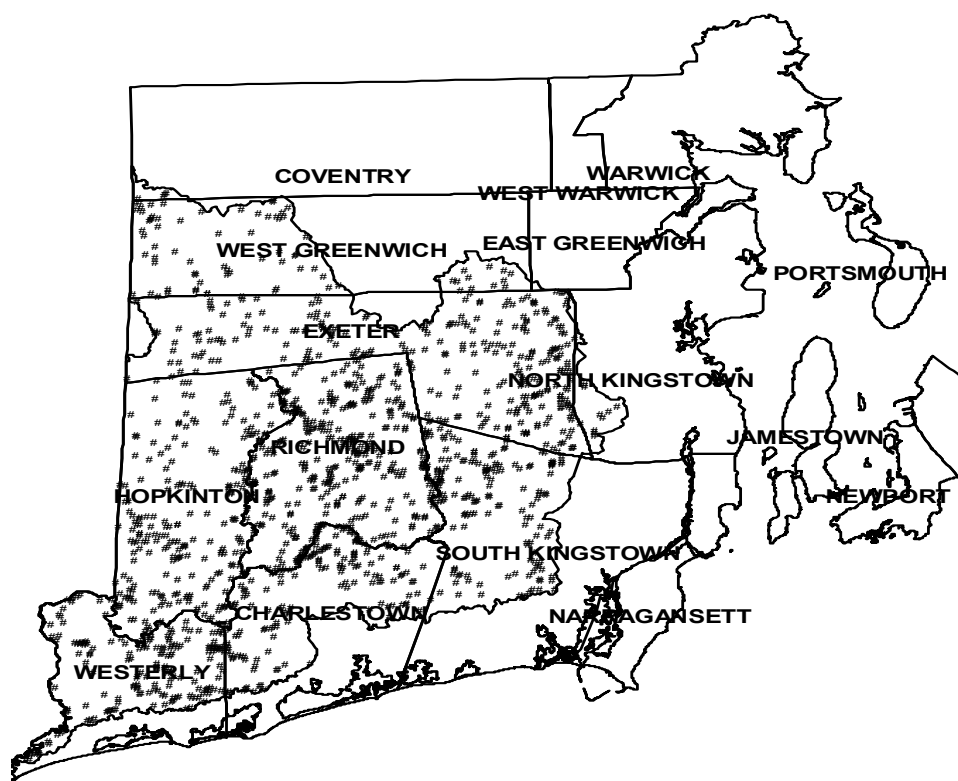 COVENTRY
WARWICK
WEST WARWICK
WEST GREENWICH
EAST GREENWICH
PORTSMOUTH
EXETER
NORTH KINGSTOWN
RICHMOND
JAMESTOWN
HOPKINTON
NEWPORT
SOUTH KINGSTOWN
CHARLESTOWN
NARRAGANSETT
WESTERLY